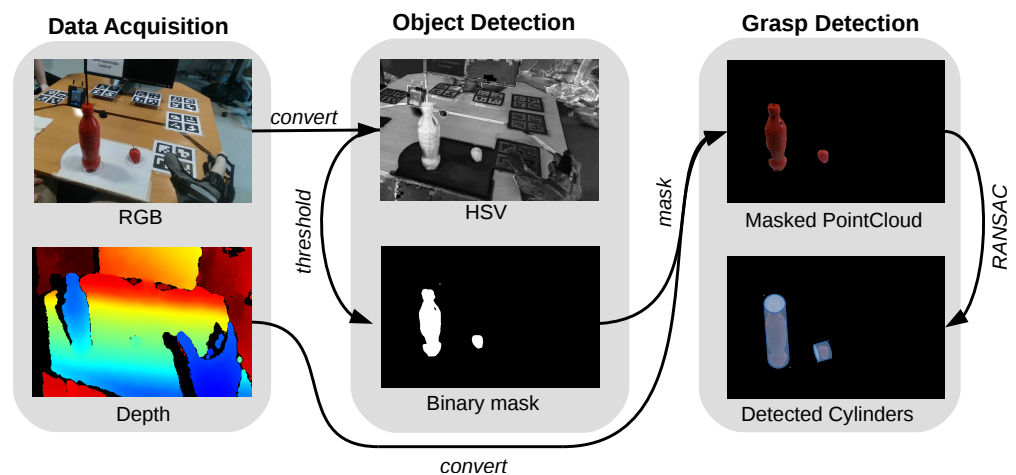 Data Acquisition
Object Detection
Grasp Detection
convert
RGB
HSV
Masked PointCloud
threshold
mask
RANSAC
Depth
Binary mask
Detected Cylinders
convert